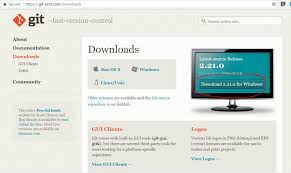 Secure https://git-scm.com/downloads
git --fast-version-control
Search entire site...
About
Documentation
Downloads
GUI Clients
Logos
Community
The entire Pro Git book
written by Scott Chacon and
Ben Straub is available to read
online for free. Dead tree
versions are available on
Amazon.com.
Downloads
Mac OS X
Windows
Linux/Unix
Older releases are available and the Git source
repository is on GitHub.
Latest source Release
2.21.0
Download 2.21.0 for Windows
GUI Clients
Git comes with built-in GUI tools (git-gui,
gitk), but there are several third-party tools for
users looking for a platform-specific
experience.
View GUI Clients →
Logos
Various Git logos in PNG (bitmap) and EPS
(vector) formats are available for use in
online and print projects.
View Logos →